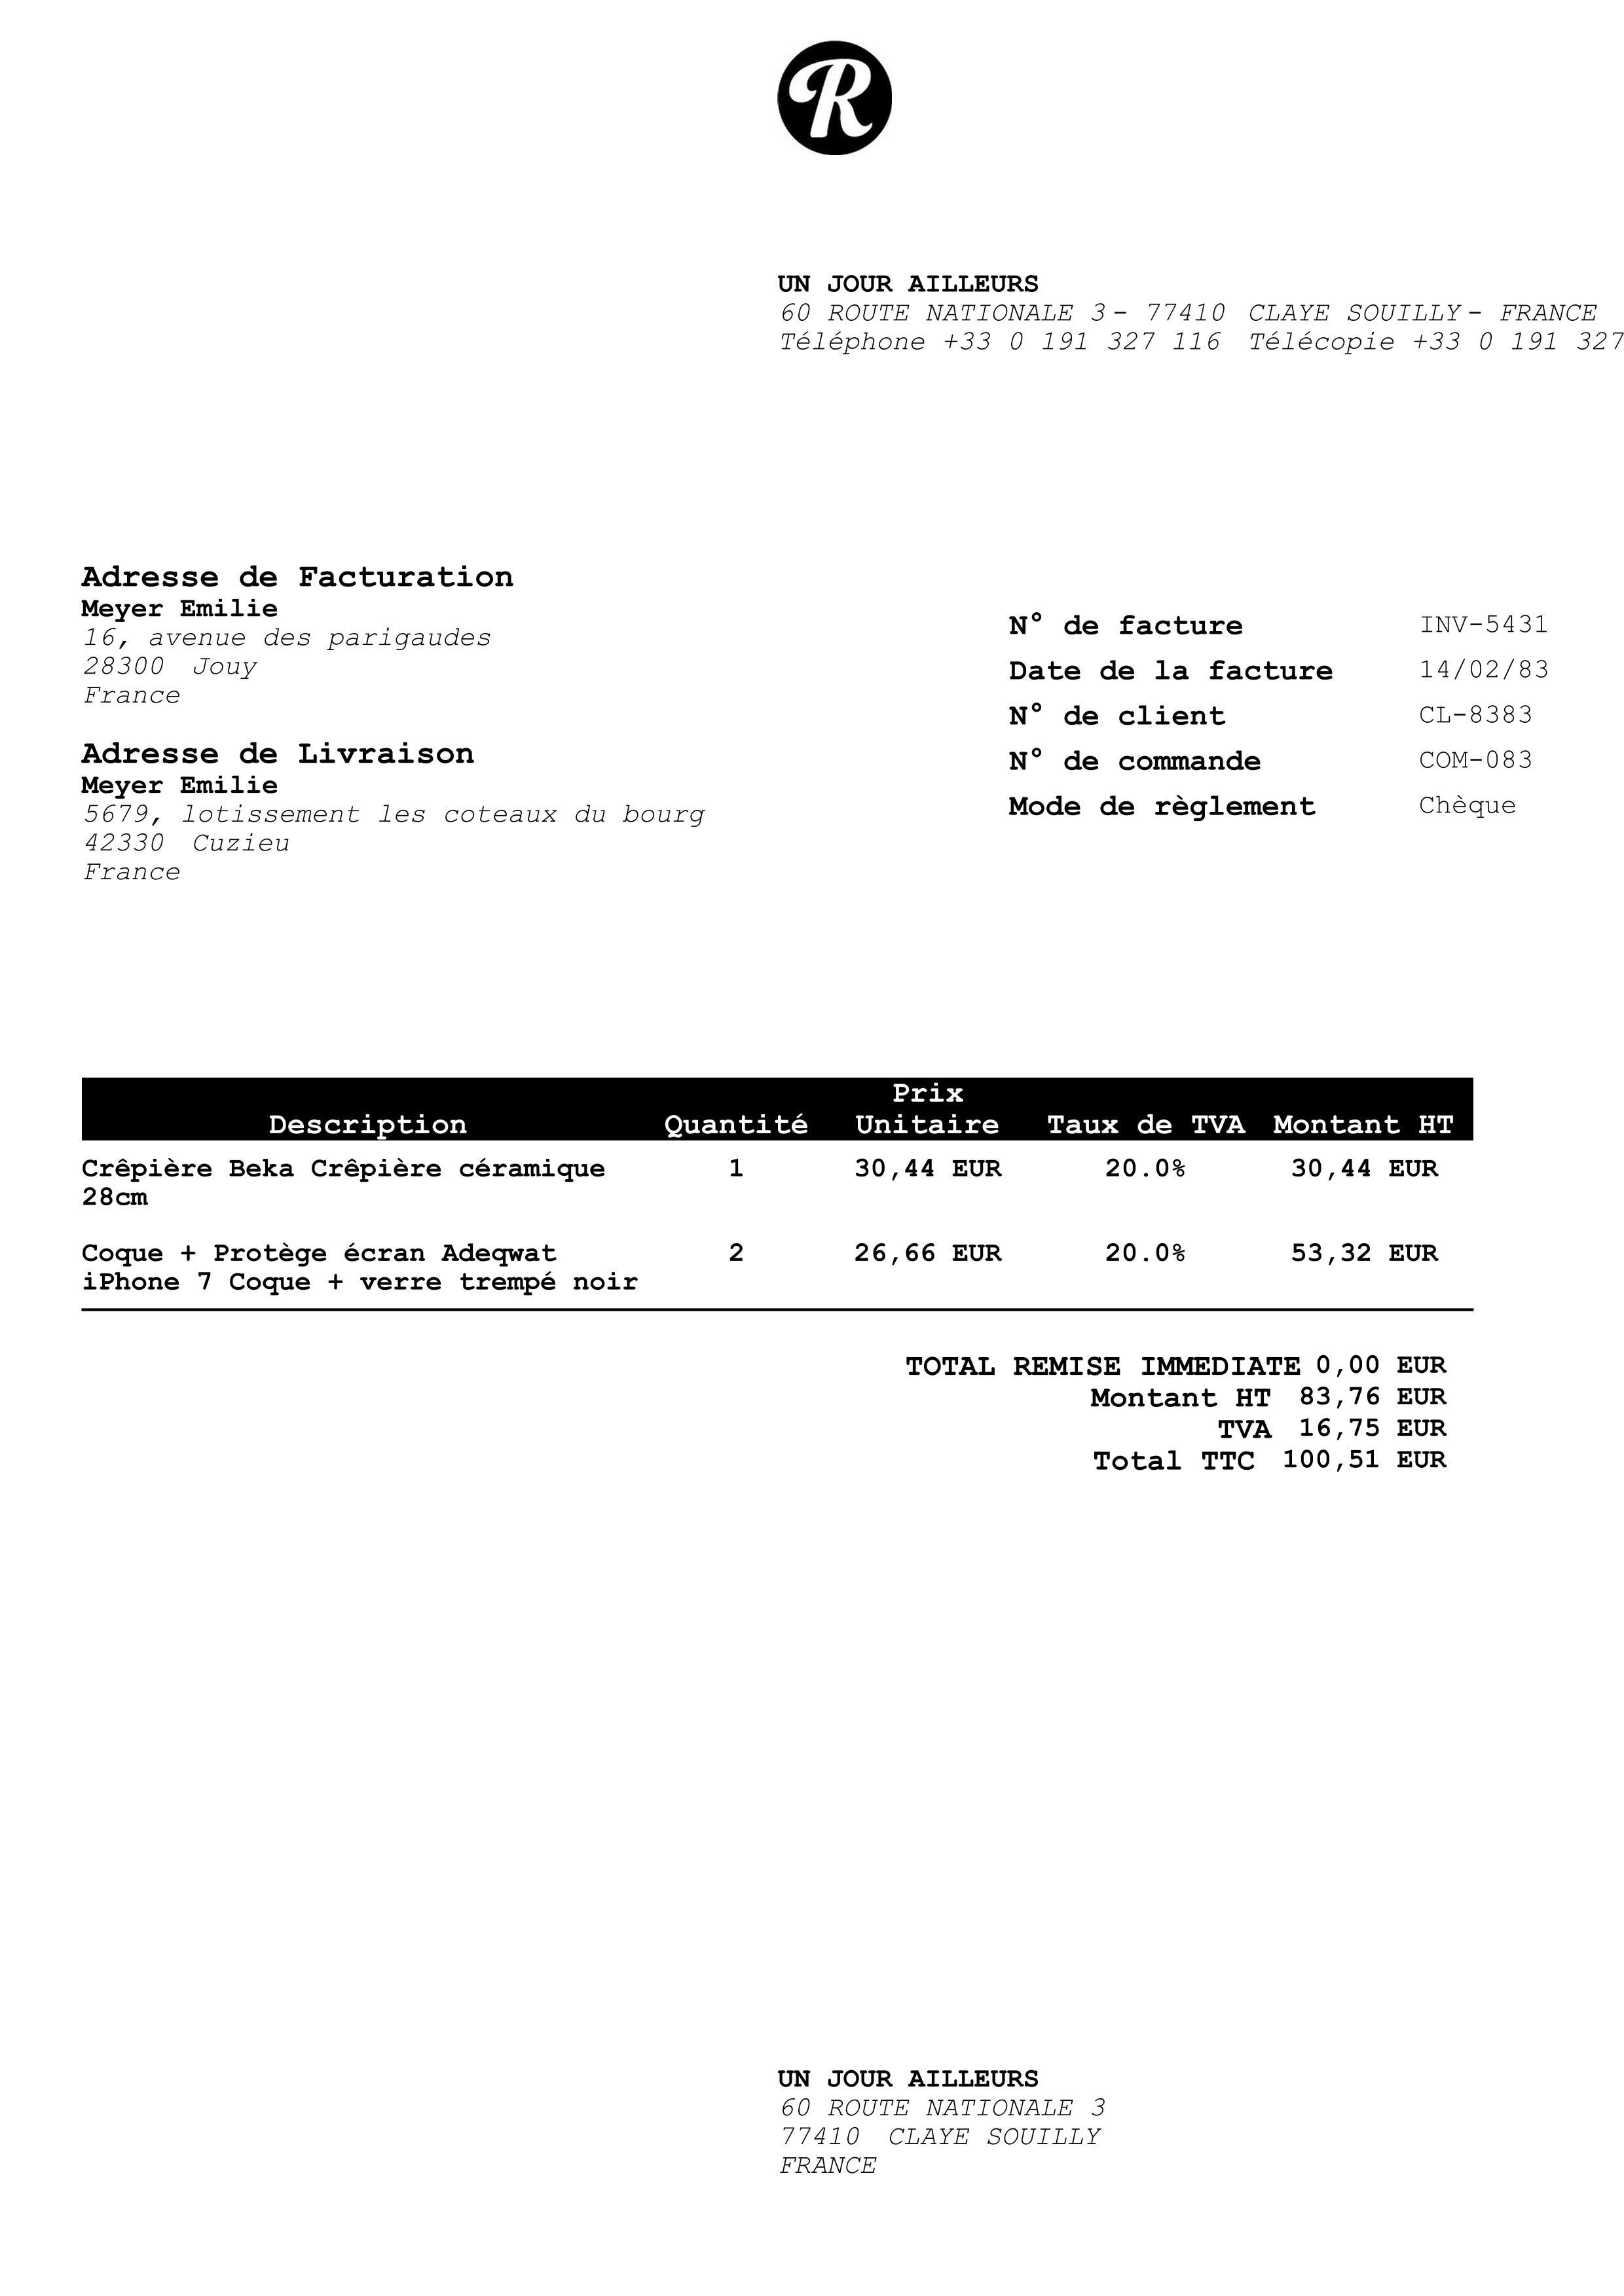 R
UN JOUR AILLEURS
60 ROUTE NATIONALE 3 - 77410 CLAYE SOUILLY - FRANCE
Téléphone +33 0 191 327 116 Télécopie +33 0 191 327
Adresse de Facturation
Meyer Emilie
16, avenue des parigaudes
28300 Jouy
France
Adresse de Livraison
Meyer Emilie
5679, lotissement les coteaux du bourg
42330 Cuzieu
France
N° de facture INV-5431
Date de la facture 14/02/83
N° de client CL-8383
N° de commande COM-083
Mode de règlement Chèque
Prix
Description Quantité Unitaire Taux de TVA Montant HT
Crêpière Beka Crêpière céramique 1 30,44 EUR 20.0% 30,44 EUR
28cm
Coque + Protège écran Adeqwat 2 26,66 EUR 20.0% 53,32 EUR
iPhone 7 Coque + verre trempé noir
TOTAL REMISE IMMEDIATE 0,00 EUR
Montant HT 83,76 EUR
TVA 16,75 EUR
Total TTC 100,51 EUR
UN JOUR AILLEURS
60 ROUTE NATIONALE 3
77410 CLAYE SOUILLY
FRANCE